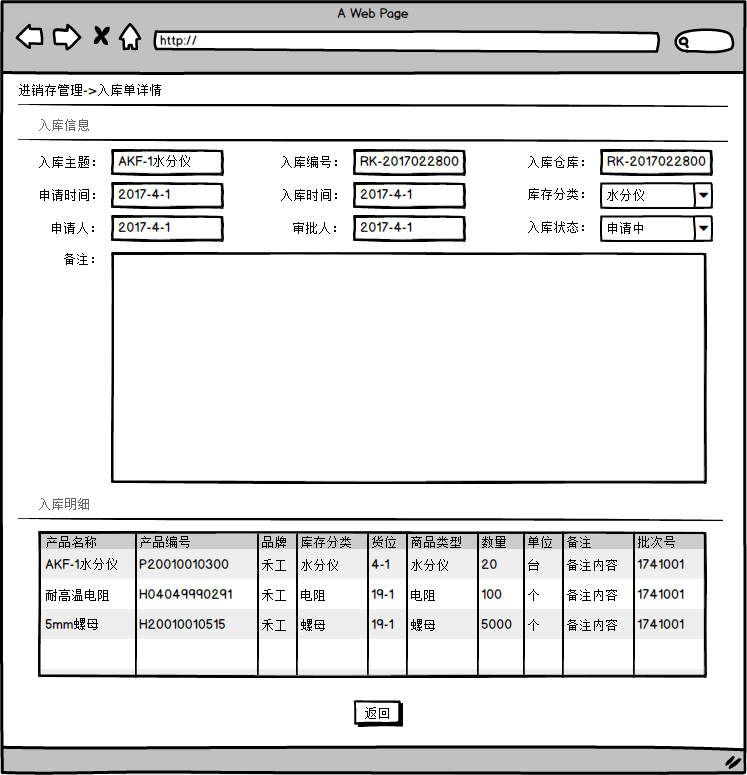 A Web Page
http://
进销存管理->入库单详情
入库信息
入库主题： AKF-1水分仪 入库编号： RK-2017022800 入库仓库： RK-2017022800
申请时间： 2017-4-1 入库时间： 2017-4-1 库存分类： 水分仪
申请人： 2017-4-1 审批人： 2017-4-1 入库状态： 申请中
备注：
入库明细
产品名称 产品编号 品牌 库存分类 货位 商品类型 数量 单位 备注 批次号
AKF-1水分仪 P20010010300 禾工 水分仪 4-1 水分仪 20 台 备注内容 1741001
耐高温电阻 H04049990291 禾工 电阻 19-1 电阻 100 个 备注内容 1741001
5mm螺母 H20010010515 禾工 螺母 19-1 螺母 5000 个 备注内容 1741001
返回